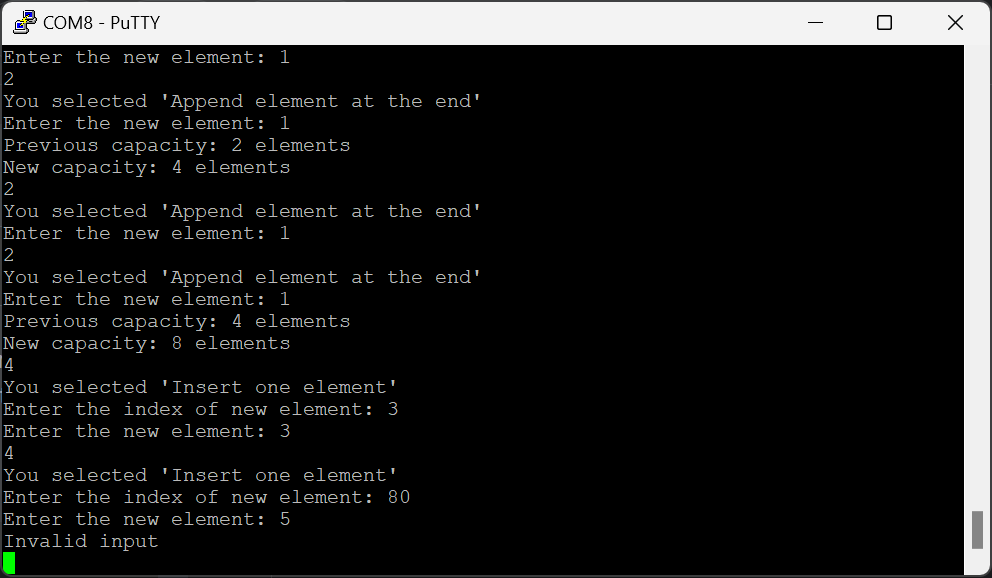 COM8 - PuTTY
Enter the new element: 1
2
You selected 'Append element at the end'
Enter the new element: 1
Previous capacity: 2 elements
New capacity: 4 elements
2
You selected 'Append element at the end'
Enter the new element: 1
2
You selected 'Append element at the end'
Enter the new element: 1
Previous capacity: 4 elements
New capacity: 8 elements
4
You selected 'Insert one element'
Enter the index of new element: 3
Enter the new element: 3
4
You selected 'Insert one element'
Enter the index of new element: 80
Enter the new element: 5
Invalid input